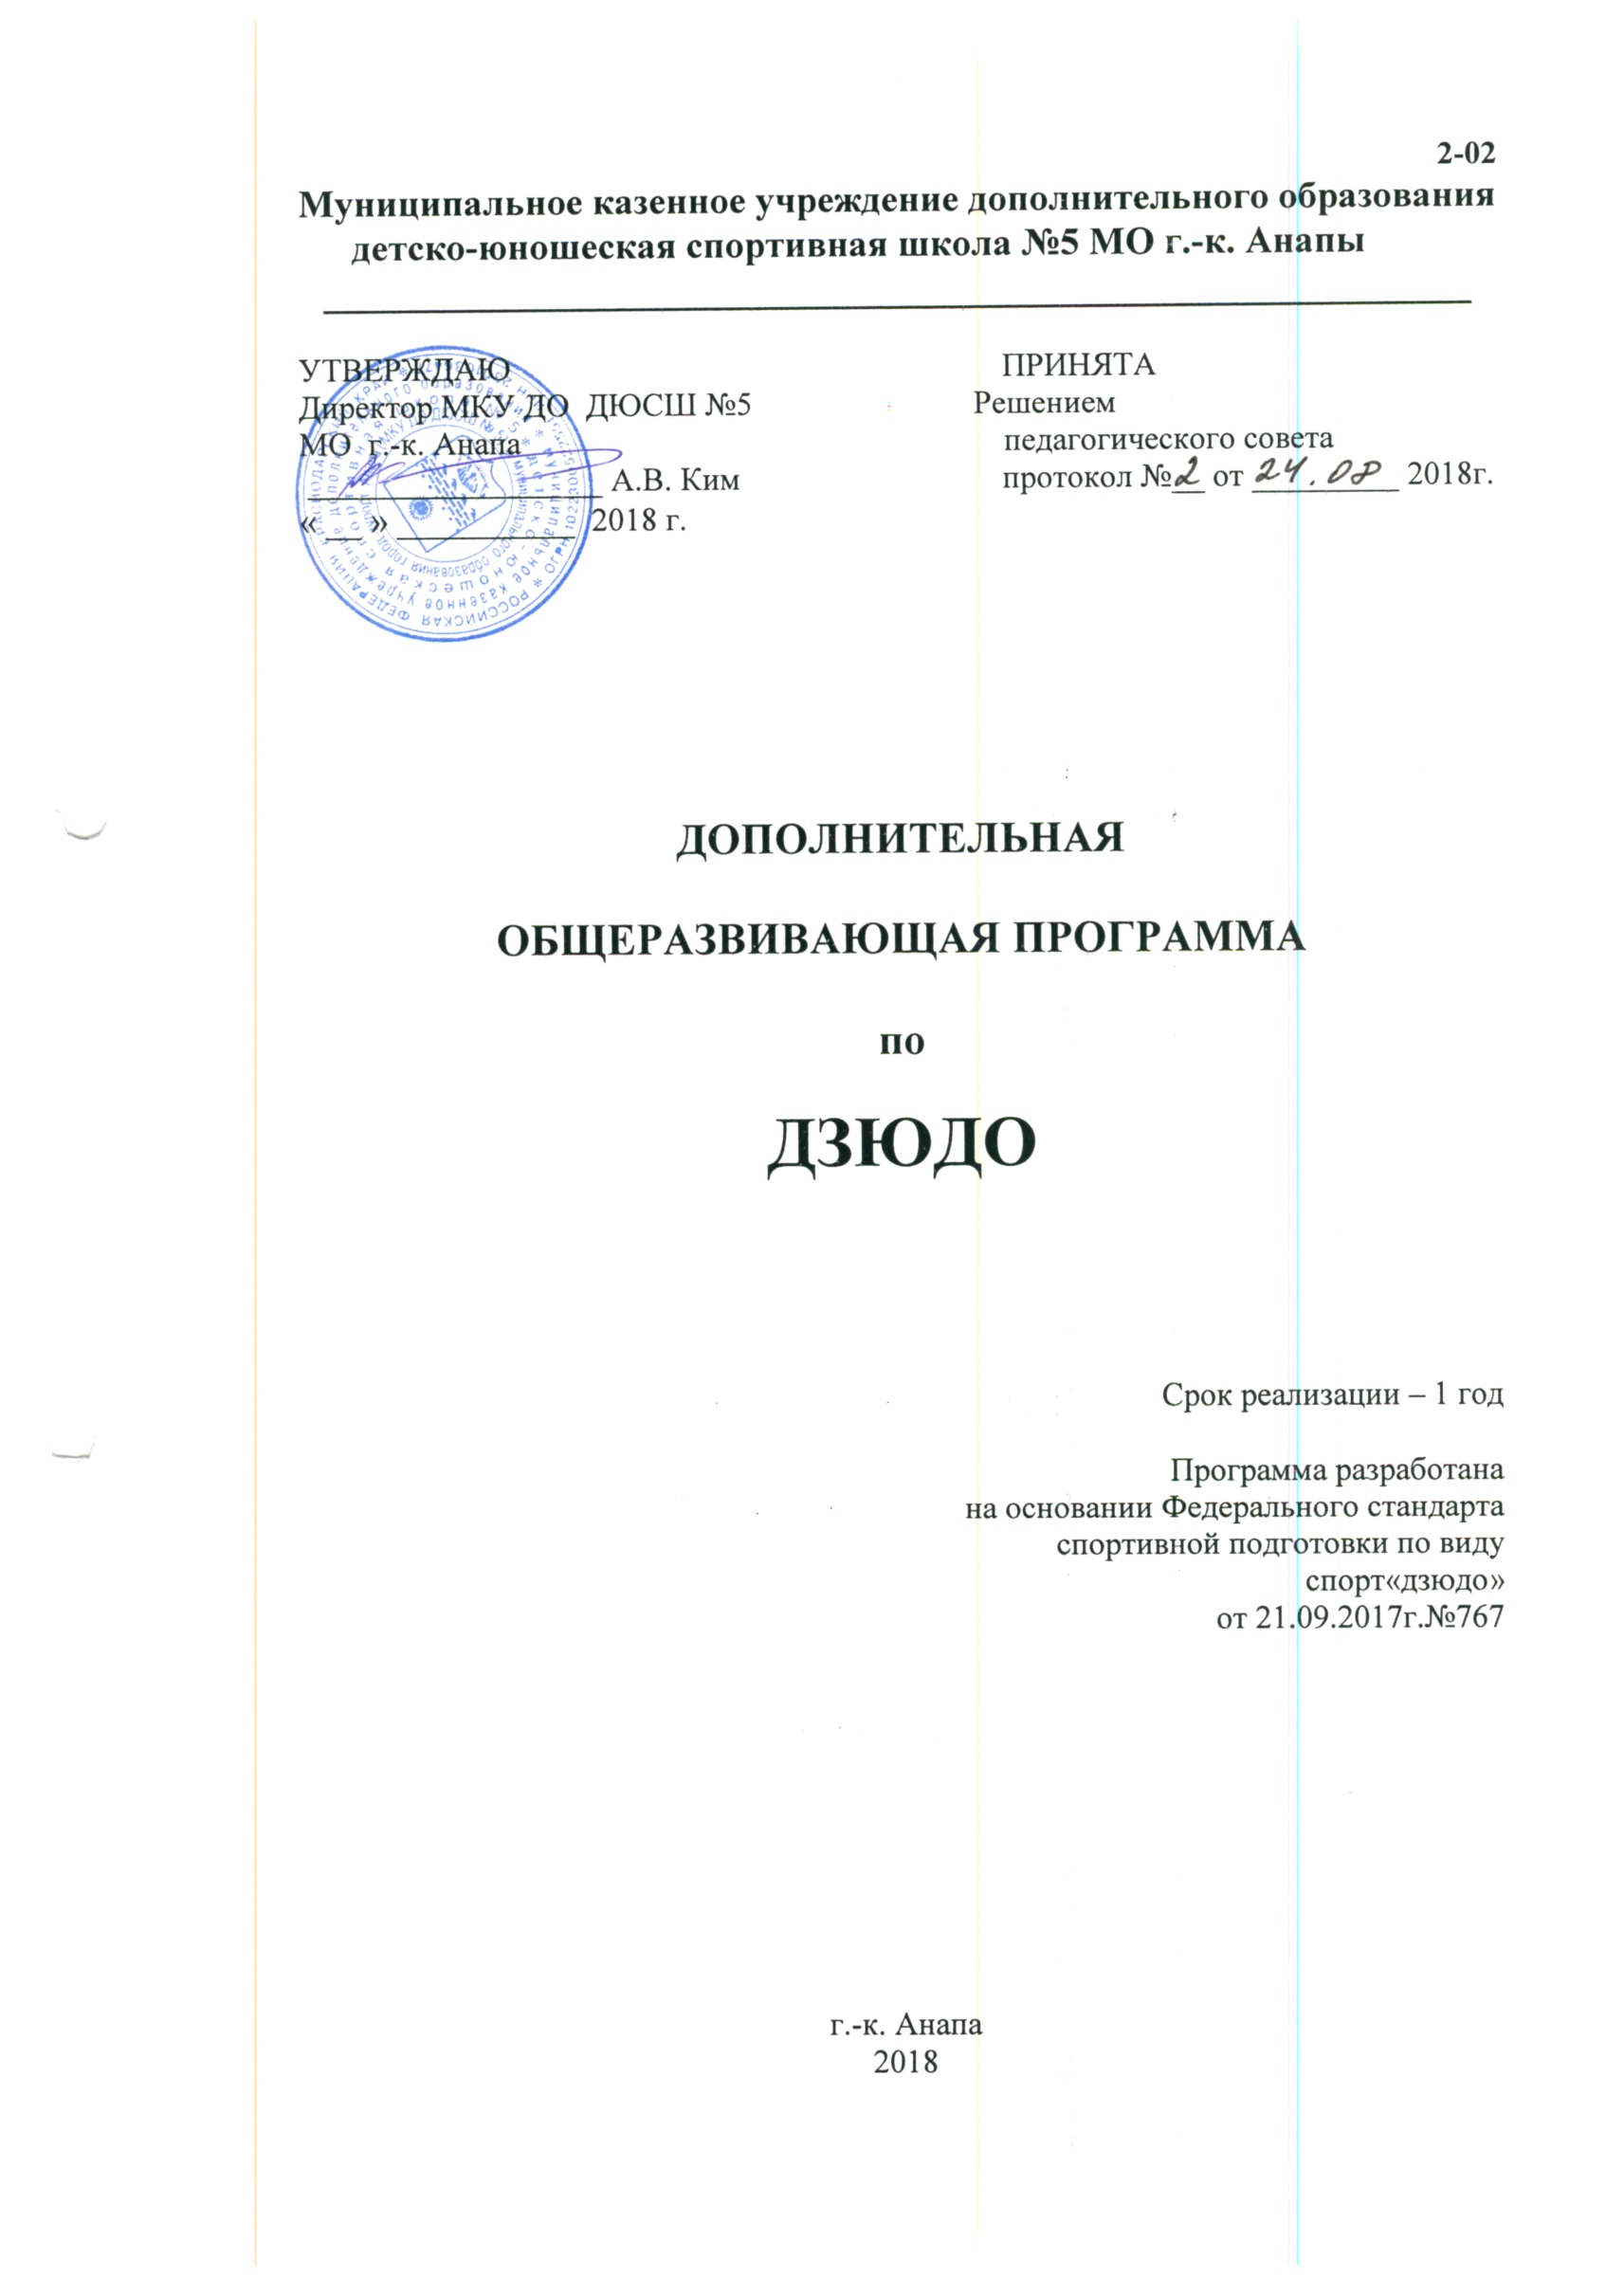 2-02
Муниципальное казенное учреждение дополнительного образования
детско-юношеская спортивная школа №5 МО г.-к. Анапы
УТВЕРЖДАЮ
Директор МКУ ДО ДЮСШ №5
МО г.-к. Анапа
А.В. Ким
« » 2018 г.
ПРИНЯТА
Решением
педагогического совета
протокол № 2 от 24.08 2018г.
ДОПОЛНИТЕЛЬНАЯ
ОБЩЕРАЗВИВАЮЩАЯ ПРОГРАММА
по
ДЗЮДО
Срок реализации – 1 год
Программа разработана
на основании Федерального стандарта
спортивной подготовки по виду
спорт«дзюдо»
от 21.09.2017г.№767
г.-к. Анапа
2018